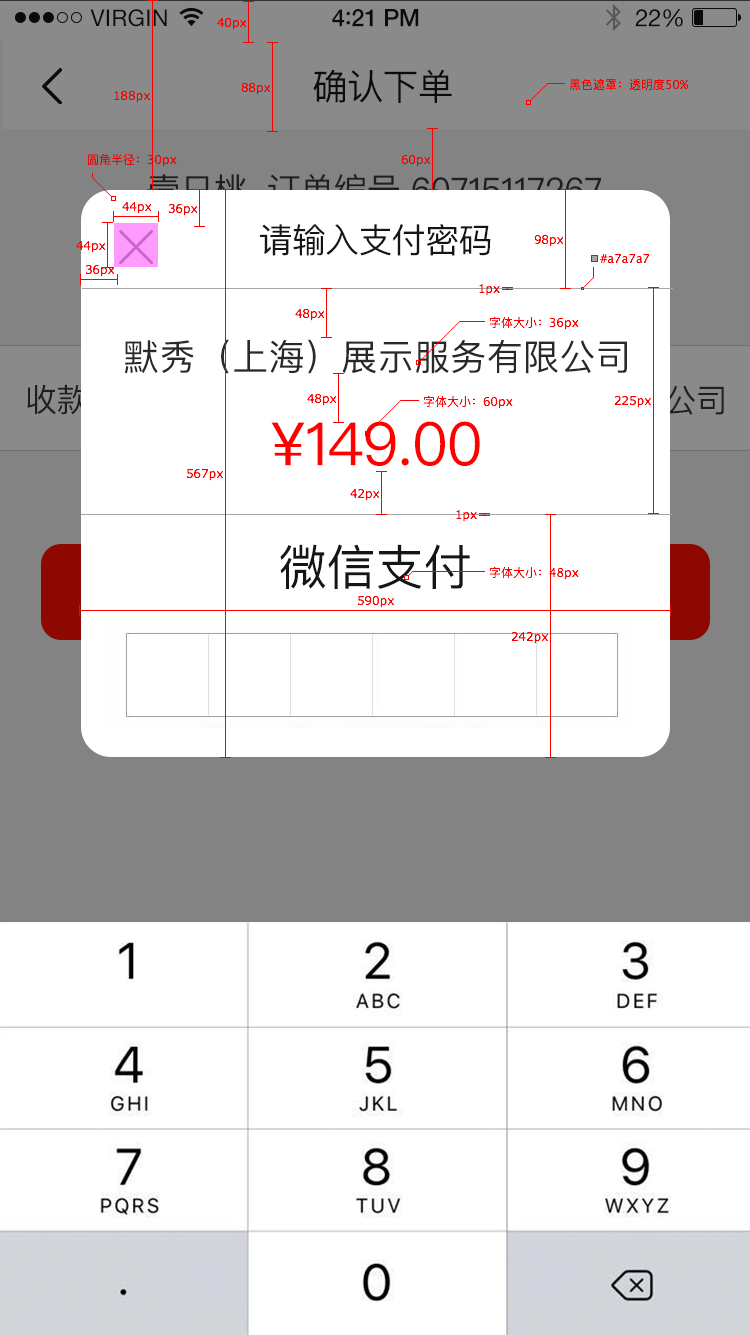 VIRGIN 4:21 PM 22%
40px
确认下单
88px
黑色遮罩：透明度50%
188px
圆角半径：30px
60px
壹只桃 订单编号 60715117267
44px
36px
请输入支付密码
98px
44px
#a7a7a7
36px
1px
48px
字体大小：36px
默秀（上海）展示服务有限公司
收款
48px
字体大小：60px
225px
公司
¥149.00
567px
42px
1px
微信支付
字体大小：48px
590px
242px
1
2
3
ABC
DEF
4
5
6
GHI
JKL
MNO
7
8
9
PQRS
TUV
WXYZ
.
0